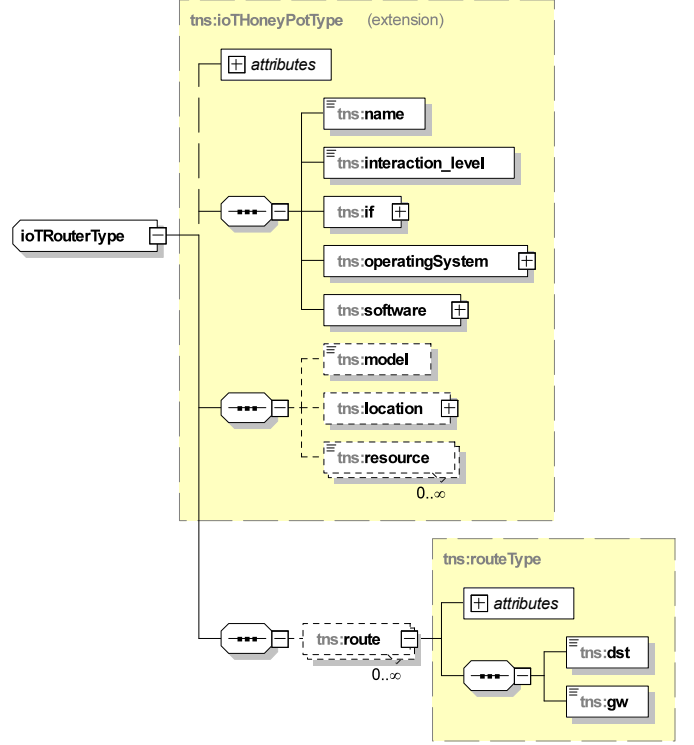 tns:ioTHoneyPotType (extension)
attributes
tns:name
tns:interaction_level
tns:if
ioTRouterType
tns:operatingSystem
tns:software
tns:model
tns:location
tns:resource
0..∞
tns:routeType
attributes
tns:route
0..∞
tns:dst
tns:gw